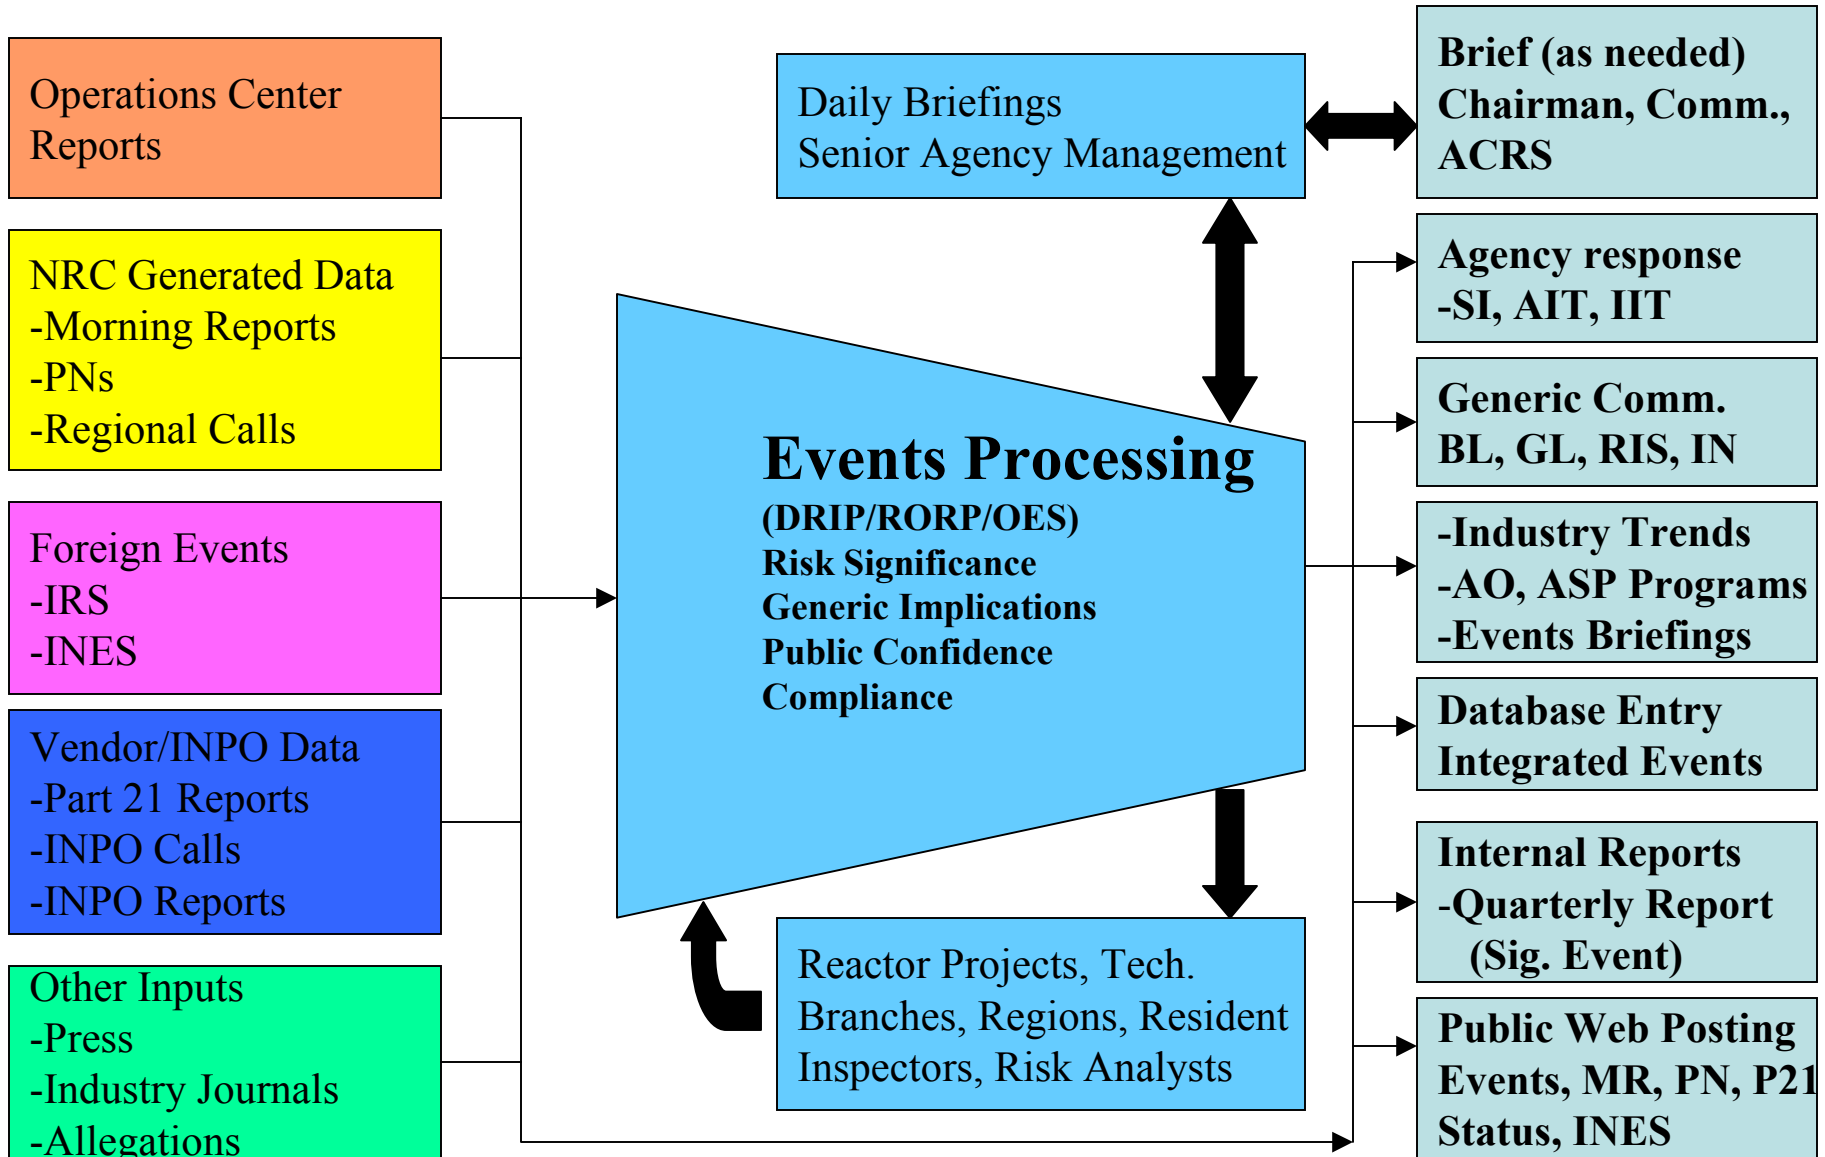 Operations Center
Reports
NRC Generated Data
-Morning Reports
-PNs
-Regional Calls
Foreign Events
-IRS
-INES
Vendor/INPO Data
-Part 21 Reports
-INPO Calls
-INPO Reports
Other Inputs
-Press
-Industry Journals
-Allegations
Daily Briefings
Senior Agency Management
Events Processing
(DRIP/RORP/OES)
Risk Significance
Generic Implications
Public Confidence
Compliance
Reactor Projects, Tech.
Branches, Regions, Resident
Inspectors, Risk Analysts
Brief (as needed)
Chairman, Comm.,
ACRS
Agency response
-SI, AIT, IIT
Generic Comm.
BL, GL, RIS, IN
-Industry Trends
-AO, ASP Programs
-Events Briefings
Database Entry
Integrated Events
Internal Reports
-Quarterly Report
(Sig. Event)
Public Web Posting
Events, MR, PN, P21
Status, INES